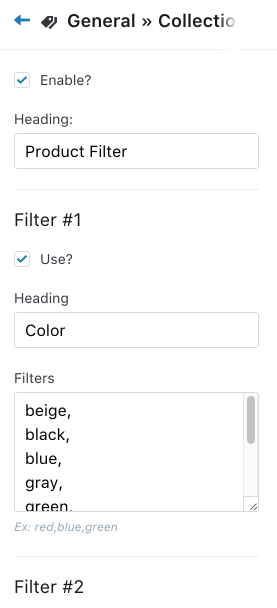 General » Collectio
Enable?
Heading:
Product Filter
Filter #1
Use?
Heading
Color
Filters
beige,
black,
blue,
gray,
green,
Ex: red,blue,green
Filter #2